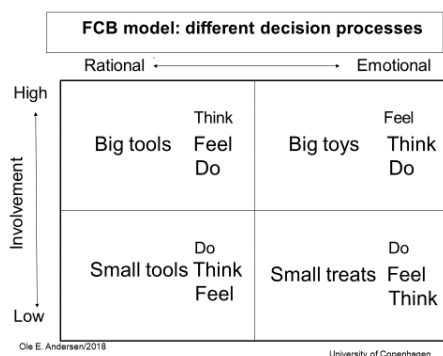 FCB model: different decision processes
Rational Emotional
High
Involvement
Low
Think
Big tools Feel
Do
Feel
Big toys Think
Do
Do
Small tools Think
Feel
Do
Small treats Feel
Think
Ole E. Andersen/2018
University of Copenhagen